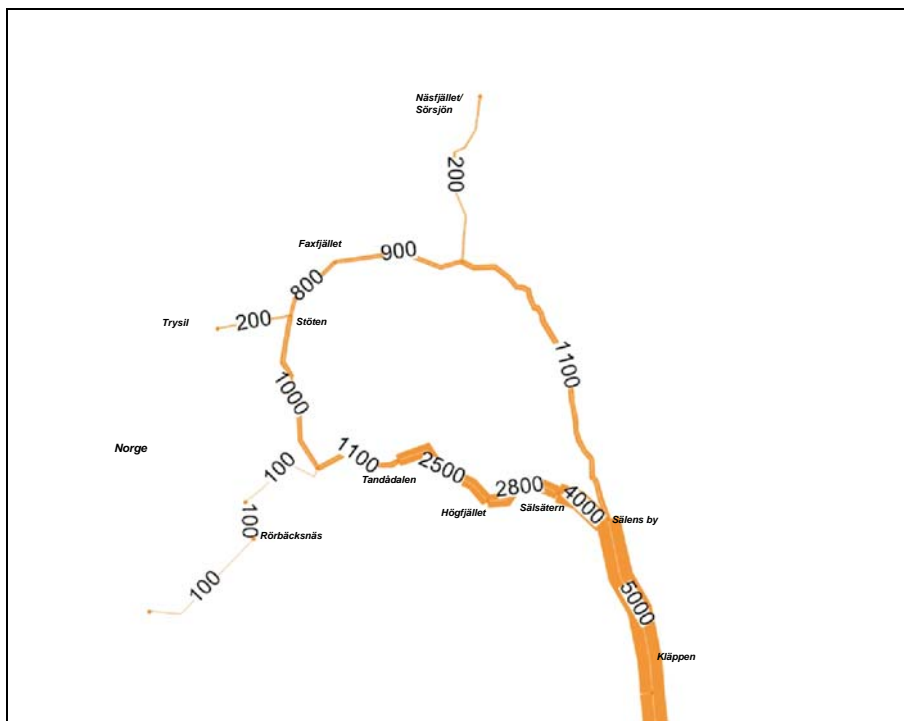 Näsfjället/
Sörsjön
200
Faxfjället
900
800
Trysil
200
Stöten
1100
1000
Norge
100
1100
2500
Tandådalen
2800
4000
Högfjället
Sälsätern
Sälens by
100
Rörbäcksnäs
100
5000
Kläppen